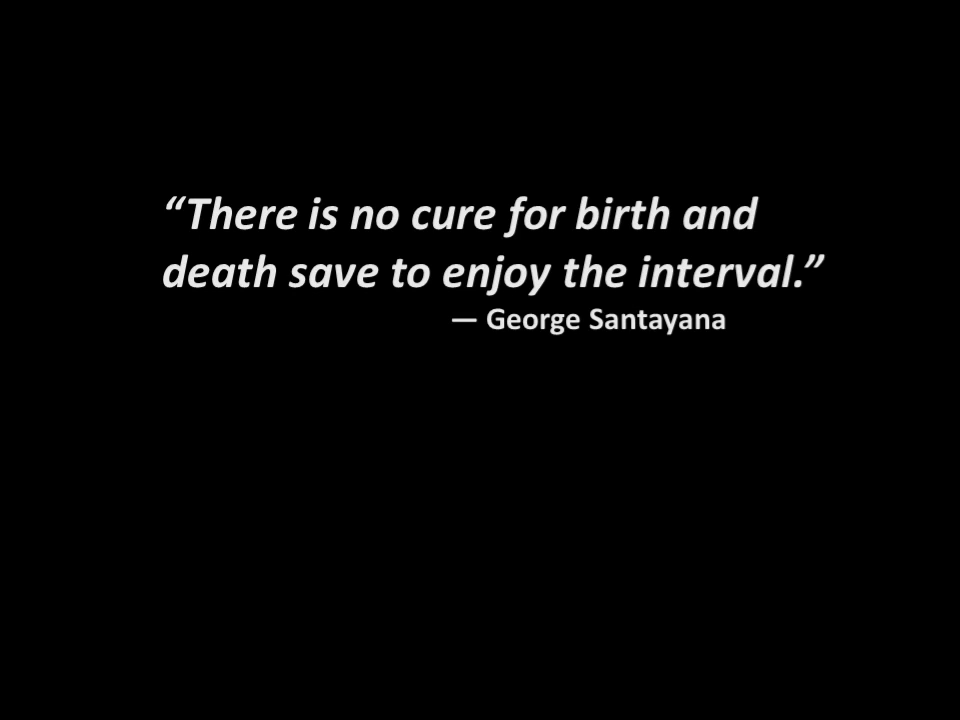 “There is no cure for birth and
death save to enjoy the interval.”
— George Santayana